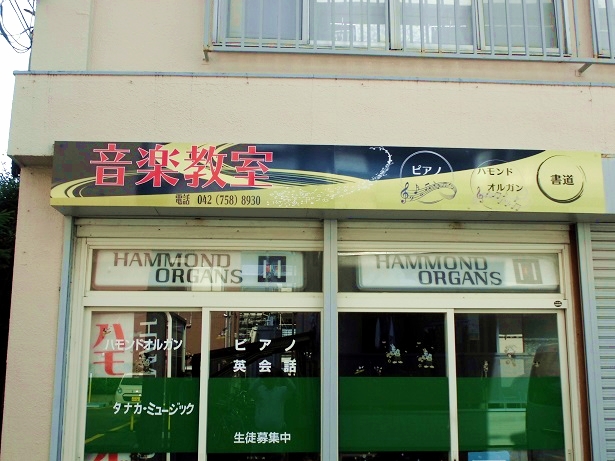 音楽教室
電話 042 (758) 8930
ピアノ
ハモンド
オルガン
書道
HAMMOND
ORGANS
HAMMOND
ORGANS
ハモンドオルガン
タナカ・ミュージック
ピアノ
英会話
生徒募集中
ハモ